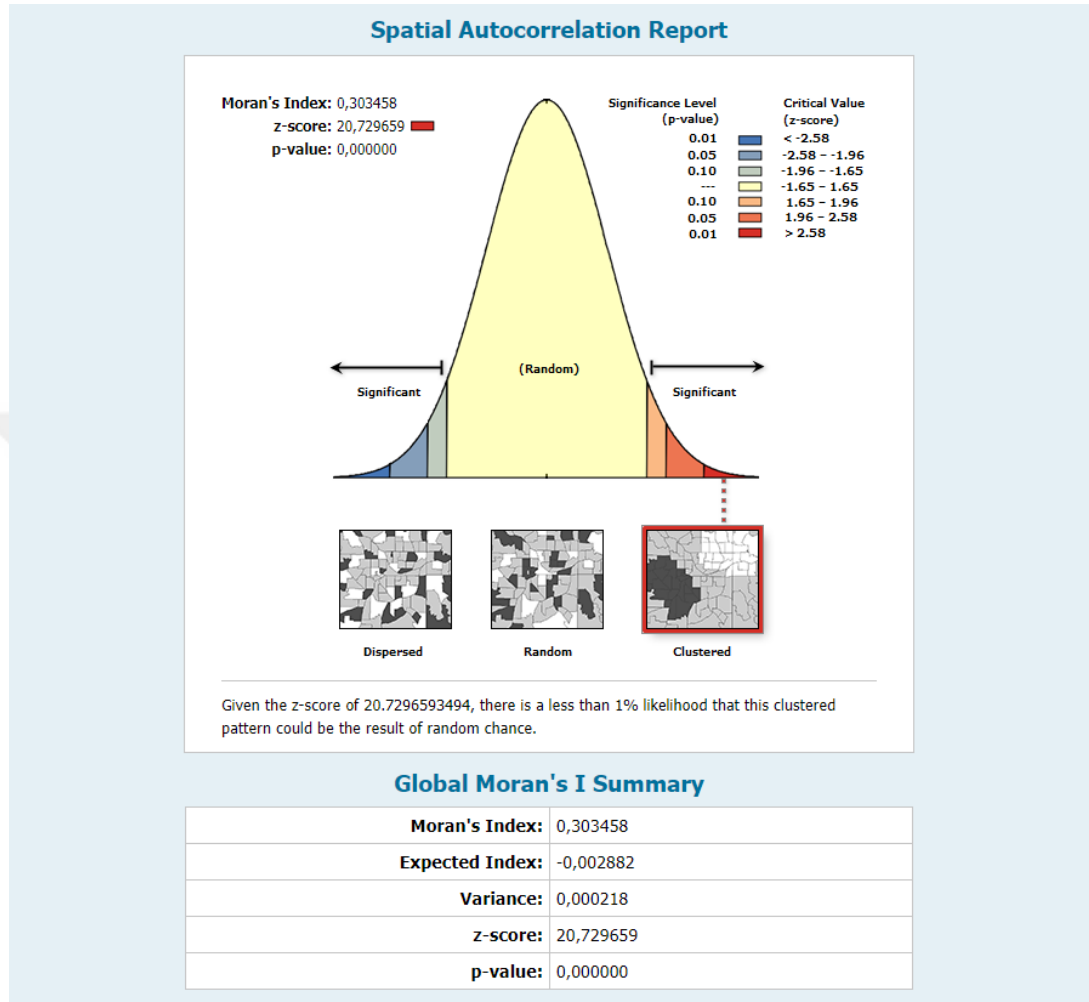 Spatial Autocorrelation Report
Moran's Index: 0,303458
z-score: 20,729659
p-value: 0,000000
Significance Level
(p-value)
Critical Value
(z-score)
0.01 < -2.58
0.05 -2.58 – -1.96
0.10 -1.96 – -1.65
--- -1.65 – 1.65
0.10 1.65 – 1.96
0.05 1.96 – 2.58
0.01 > 2.58
(Random)
Significant Significant
Dispersed Random Clustered
Given the z-score of 20.7296593494, there is a less than 1% likelihood that this clustered
pattern could be the result of random chance.
Global Moran's I Summary
Moran's Index: 0,303458
Expected Index: -0,002882
Variance: 0,000218
z-score: 20,729659
p-value: 0,000000